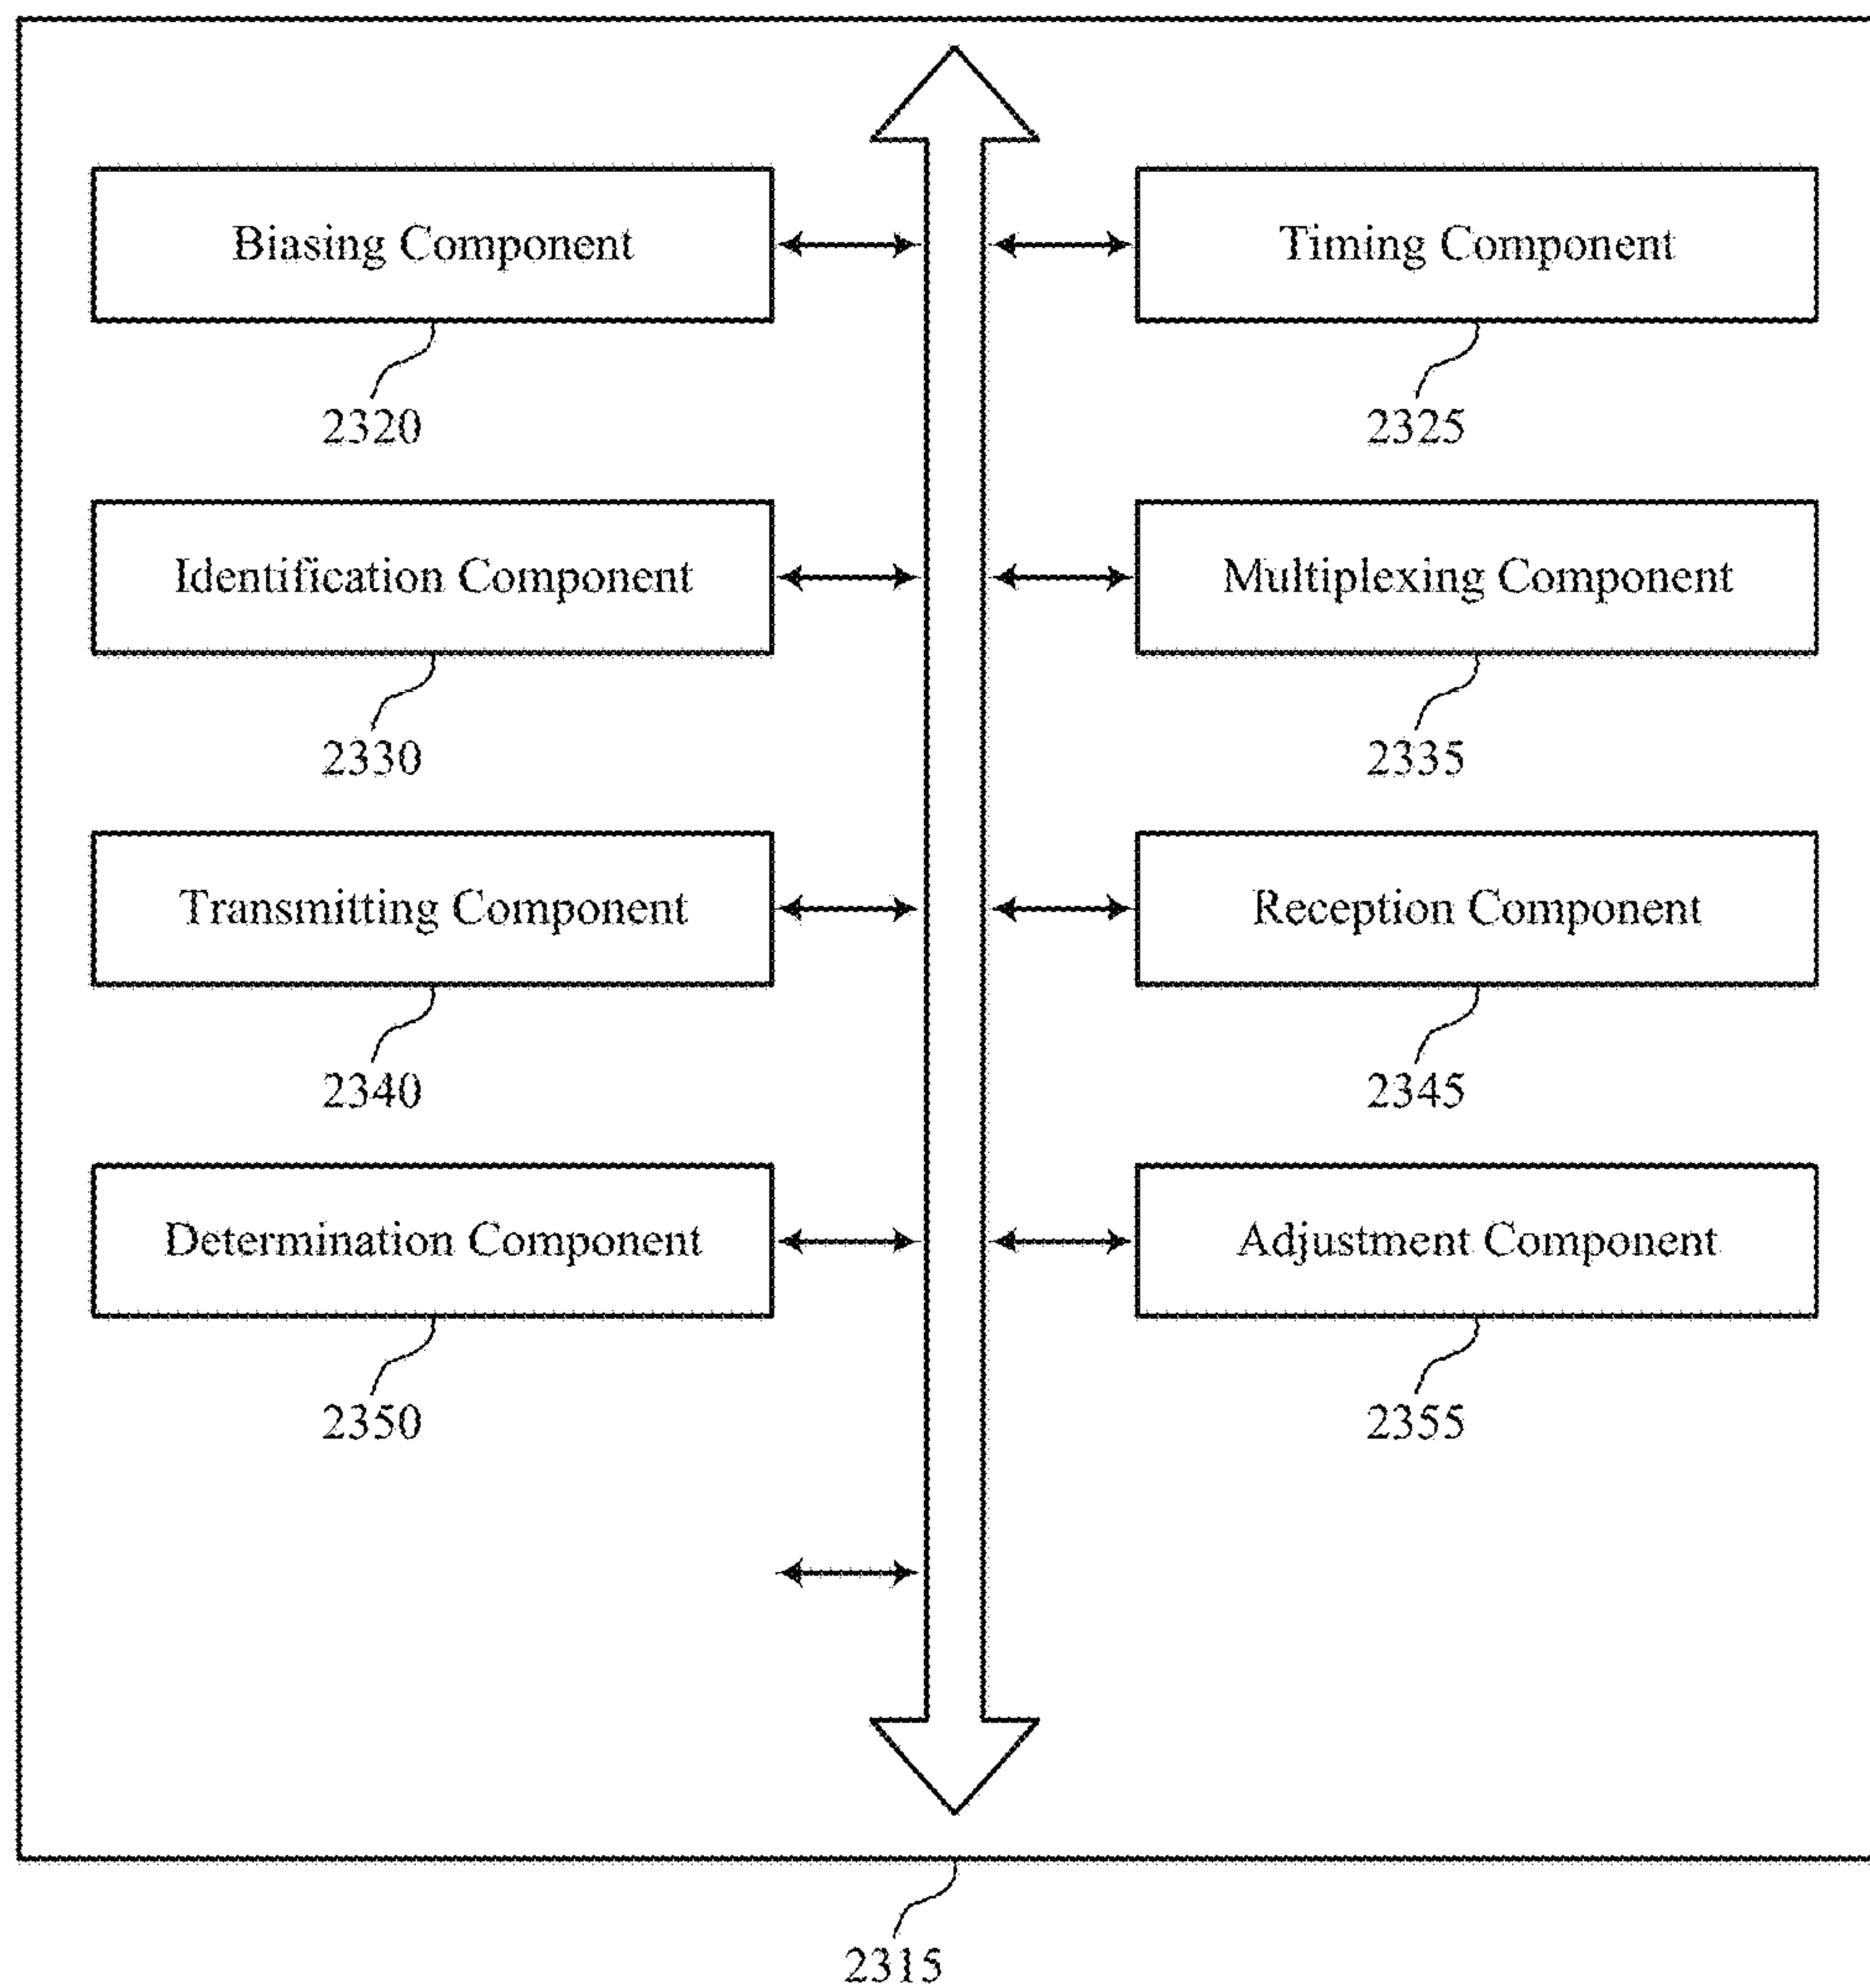 Biasing Component
Timing Component
2320
2325
Identification Component
Multiplexing Component
2330
2335
Transmitting Component
Reception Component
2340
2345
Determination Component
Adjustment Component
2350
2355
2315